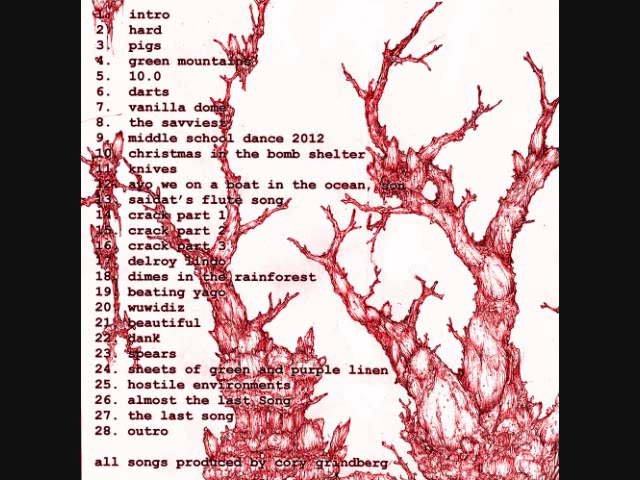 1. intro
2. hard
3. pigs
4. green mountains
5. 10.0
6. darts
7. vanilla dome
8. the savviest
9. middle school dance 2012
10. christmas in the bomb shelter
11. knives
12. ayo we on a boat in the ocean, son
13. saidat's flute song
14. crack part 1
15. crack part 2
16. crack part 3
17. delroy lindo
18. dimes in the rainforest
19. beating yago
20. wuwidiz
21. beautiful
22. dank
23. spears
24. sheets of green and purple linen
25. hostile environments
26. almost the last Song
27. the last song
28. outro
all songs produced by cory grindberg